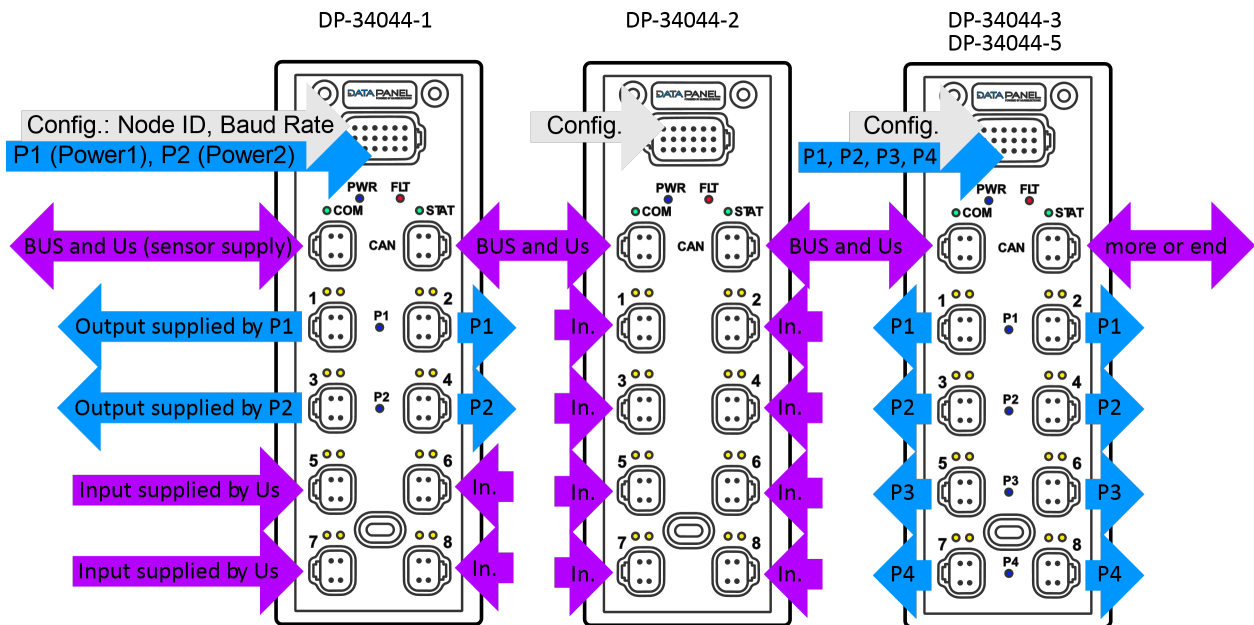 DP-34044-1
DP-34044-2
DP-34044-3
DP-34044-5
DATA PANEL
DATA PANEL
DATA PANEL
Config.: Node ID, Baud Rate
Config.
Config.
P1 (Power1), P2 (Power2)
P1, P2, P3, P4
PWR FLT
PWR FLT
PWR FLT
COM STAT
COM STAT
COM STAT
BUS and Us (sensor supply)
CAN
BUS and Us
CAN
BUS and Us
CAN
more or end
1 2
1 2
1 2
Output supplied by P1
P1
P1
In.
In.
P1
P1
P1
3 4
3 4
3 4
Output supplied by P2
P2
P2
In.
In.
P2
P2
P2
5 6
5 6
5 6
Input supplied by Us
In.
In.
In.
P3
P3
P3
7 8
7 8
7 8
Input supplied by Us
In.
In.
In.
P4
P4
P4